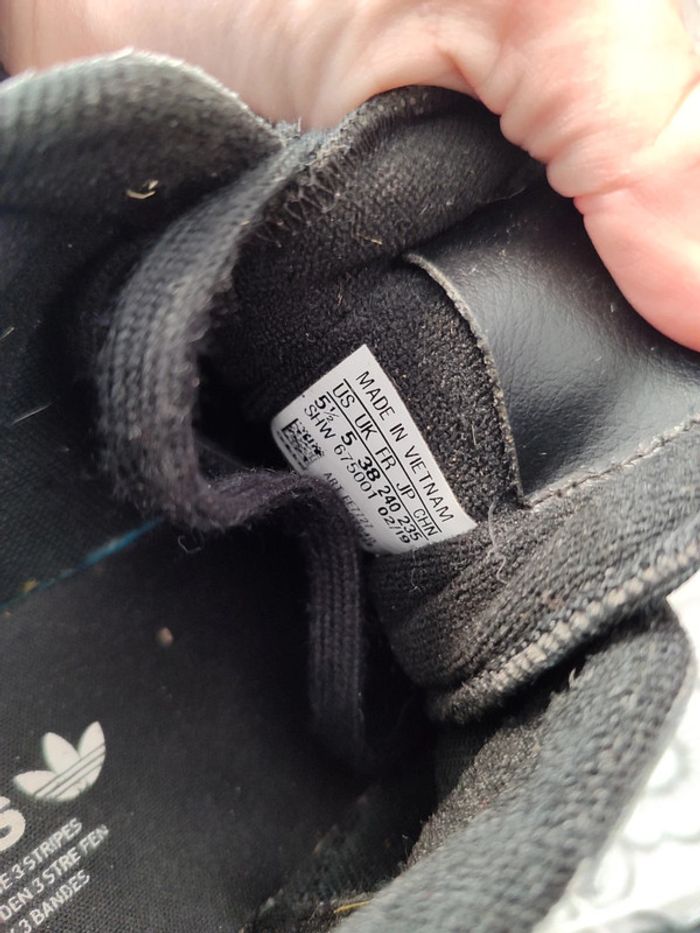 MADE IN VIETNAM
US UK FR JP CHN
5½ 5 38 240 235
SHW 675001 02/19
3 STRIPES
DEN 3 STRE FEN
3 BANDES